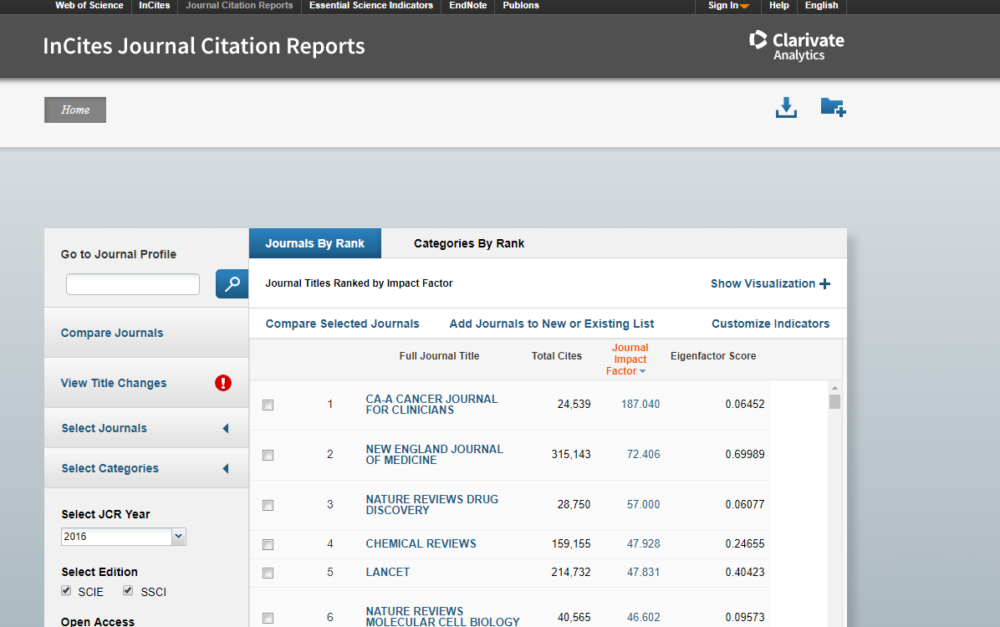 Web of Science InCites Journal Citation Reports Essential Science Indicators EndNote Publons Sign In Help English
InCites Journal Citation Reports
Clarivate
Analytics
Home
Go to Journal Profile
Compare Journals
View Title Changes
Select Journals
Select Categories
Select JCR Year
2016
Select Edition
SCIE SSCI
Open Access
Journals By Rank Categories By Rank
Journal Titles Ranked by Impact Factor Show Visualization +
Compare Selected Journals Add Journals to New or Existing List Customize Indicators
Full Journal Title Total Cites Journal Impact Factor Eigenfactor Score
1 CA-A CANCER JOURNAL FOR CLINICIANS 24,539 187.040 0.06452
2 NEW ENGLAND JOURNAL OF MEDICINE 315,143 72.406 0.69989
3 NATURE REVIEWS DRUG DISCOVERY 28,750 57.000 0.06077
4 CHEMICAL REVIEWS 159,155 47.928 0.24655
5 LANCET 214,732 47.831 0.40423
6 NATURE REVIEWS MOLECULAR CELL BIOLOGY 40,565 46.602 0.09573